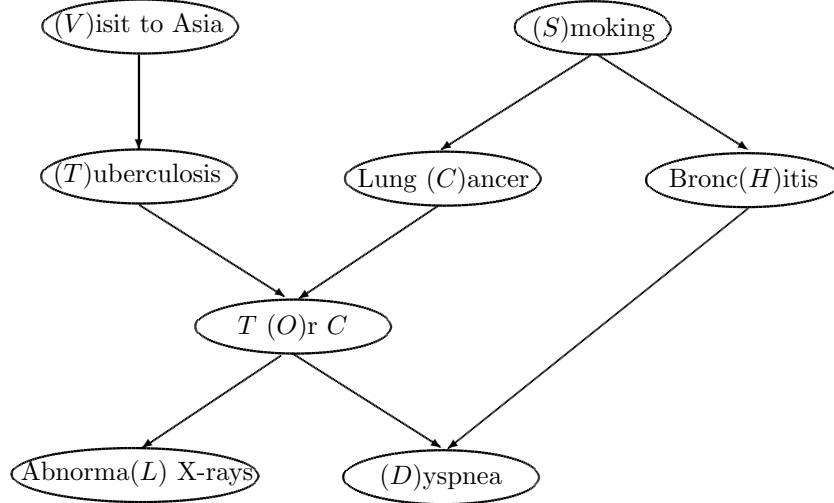 (V)isit to Asia
(S)moking
(T)uberculosis
Lung (C)ancer
Bronc(H)itis
T (O)r C
Abnorma(L) X-rays
(D)yspnea